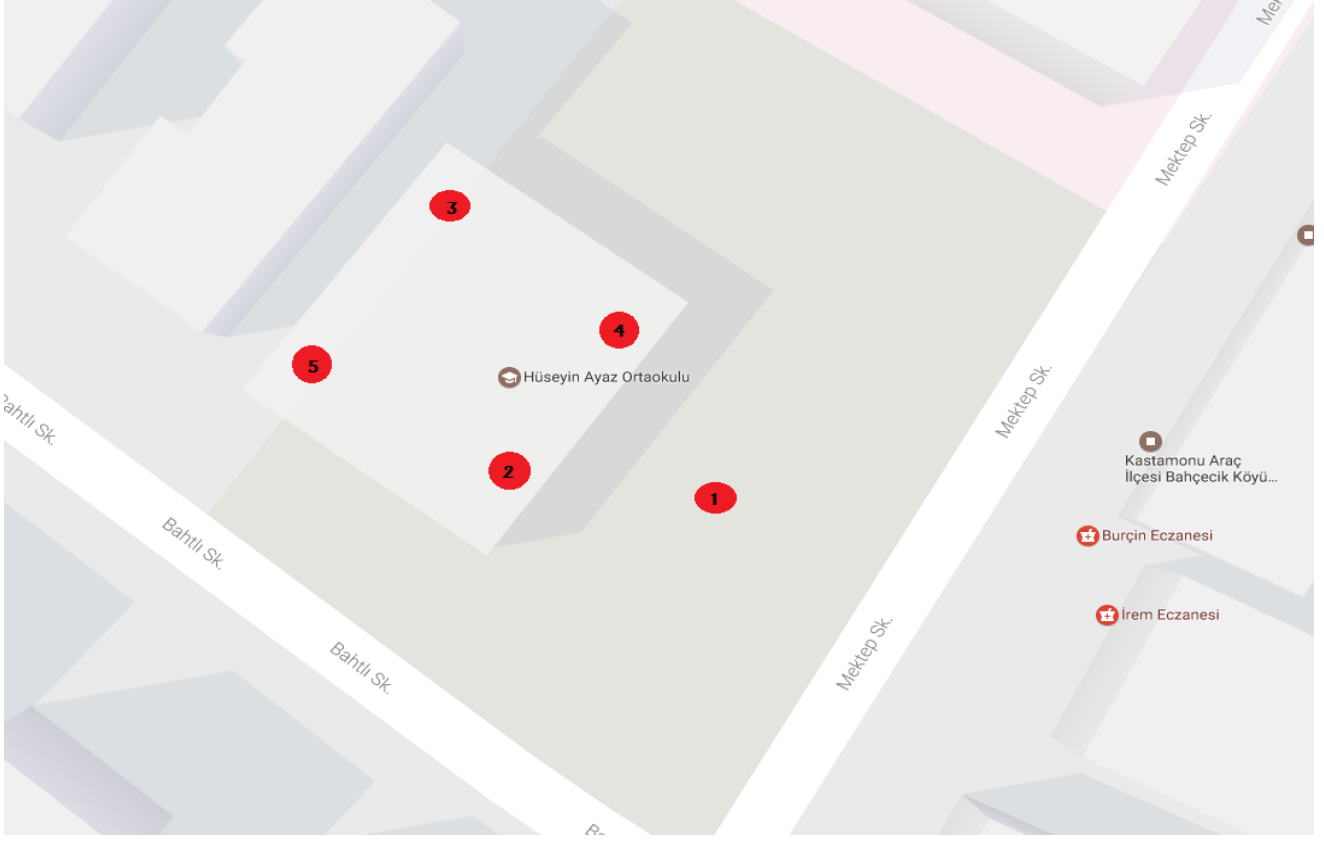 Mektep Sk.
3
4
5
Hüseyin Ayaz Ortaokulu
Mektep Sk.
Bahtlı Sk.
2
Kastamonu Araç
İlçesi Bahçecik Köyü...
1
Bahtlı Sk.
Burçin Eczanesi
İrem Eczanesi
Mektep Sk.
Bahtlı Sk.